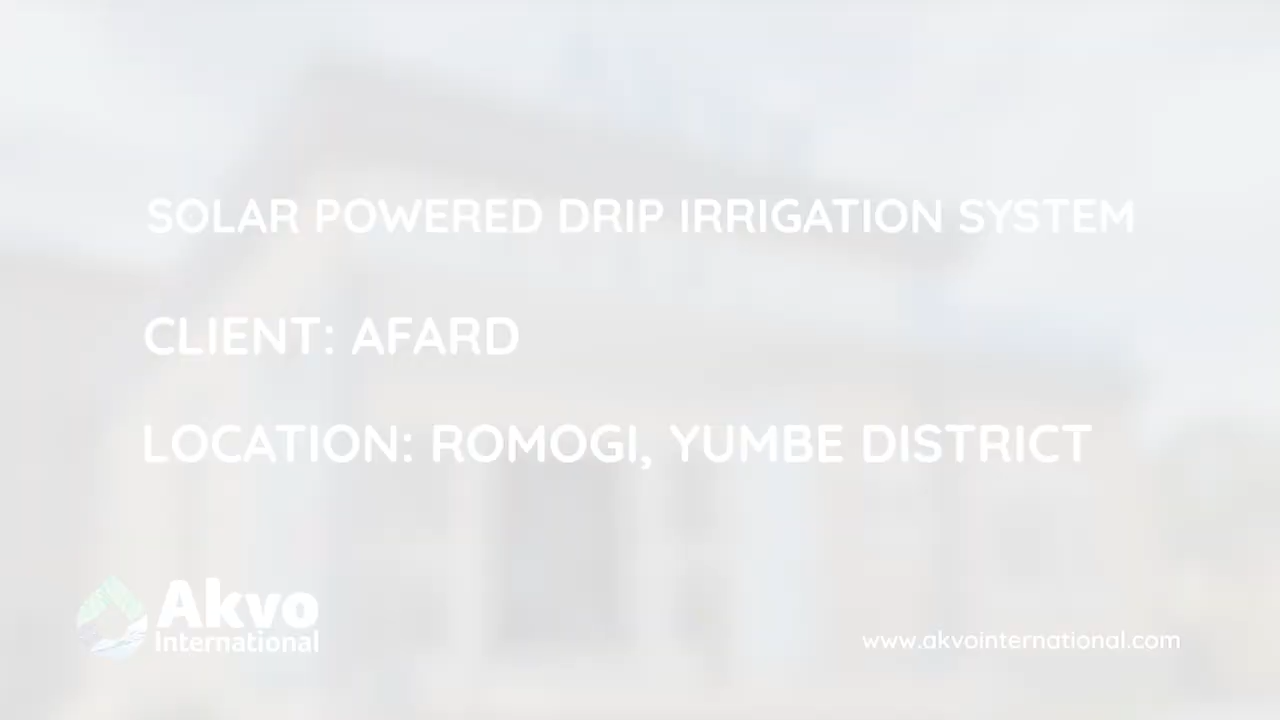 SOLAR POWERED DRIP IRRIGATION SYSTEM
CLIENT: AFARD
LOCATION: ROMOGI, YUMBE DISTRICT
Akvo
International
www.akvointernational.com